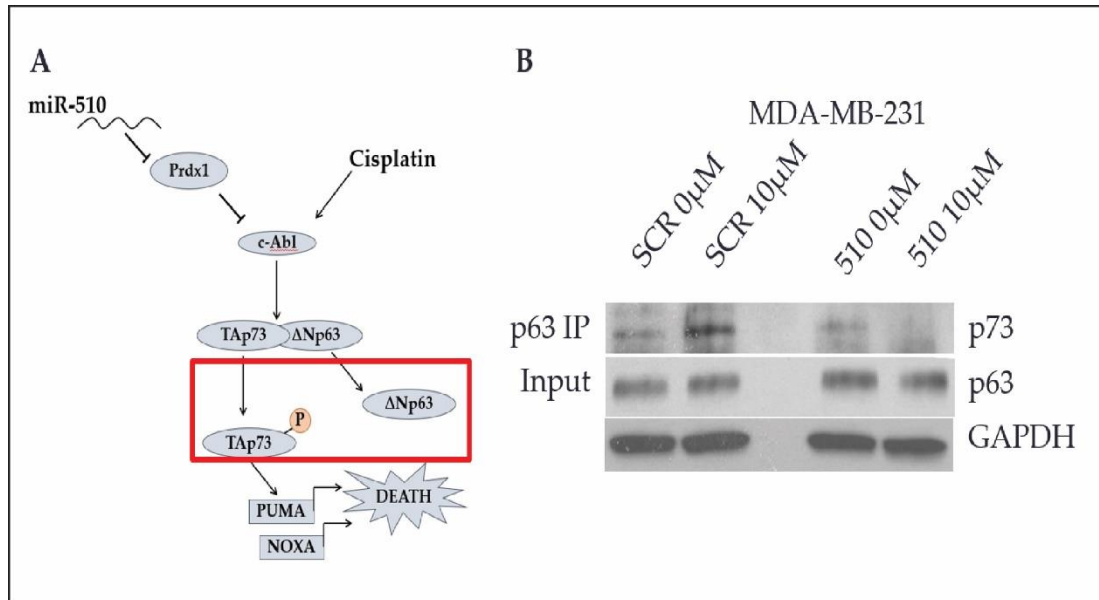 A
miR-510
Prdx1
Cisplatin
c-Abl
TAp73
ΔNp63
ΔNp63
P
TAp73
PUMA
DEATH
NOXA
B
MDA-MB-231
SCR 0µM
SCR 10µM
510 0µM
510 10µM
p63 IP
p73
Input
p63
GAPDH